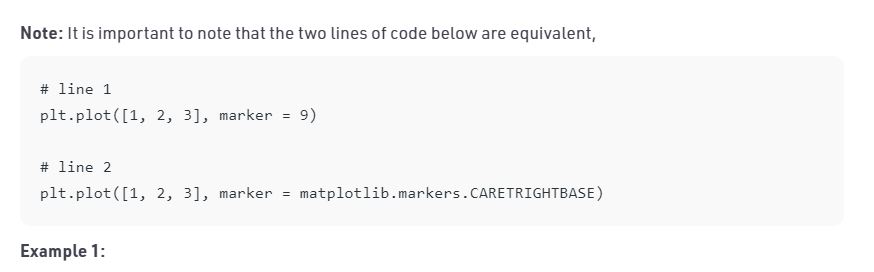 Note: It is important to note that the two lines of code below are equivalent,
# line 1
plt.plot([1, 2, 3], marker = 9)
# line 2
plt.plot([1, 2, 3], marker = matplotlib.markers.CARETRIGHTBASE)
Example 1: